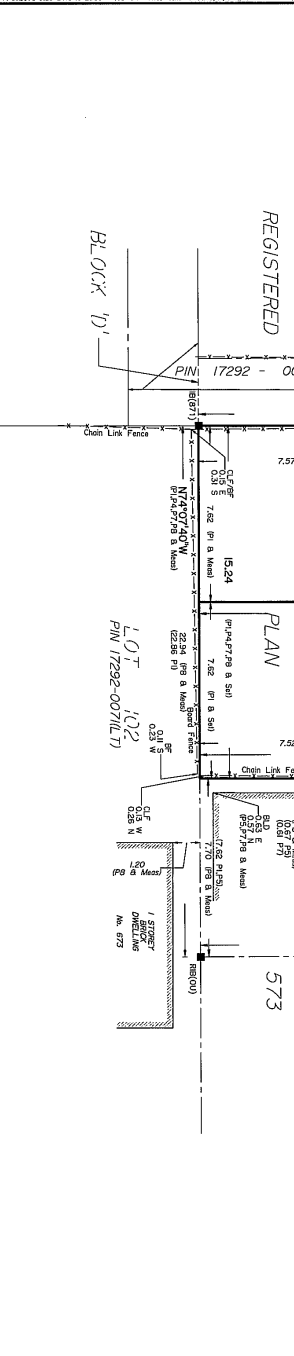 REGISTERED
BLOCK 'D'
PIN 17292 - 00
IB(877)
Chain Link Fence
CLF/BF
0.15 E
0.31 S
7.57
N74°07'40"W
(P1,P4,P7,P8 & Meas)
7.62 (P1 & Meas)
15.24
(P1,P4,P7,P8 & Set)
PLAN
22.94 (P8 & Meas)
(22.86 P1)
7.62 (P1 & Set)
LOT 102
PIN 17292-0071(LT)
Board Fence
BF
0.11 S
0.23 W
7.52
Chain Link Fe
CLF
0.13 W
0.26 N
(0.67 P5)
(0.61 P7)
BLD
0.63 E
0.57 N
(P5,P7,P8 & Meas)
(7.62 P1,P5)
7.70 (P8 & Meas)
1.20
(P8 & Meas)
1 STOREY
BRICK
DWELLING
No. 673
573
RIB(OU)